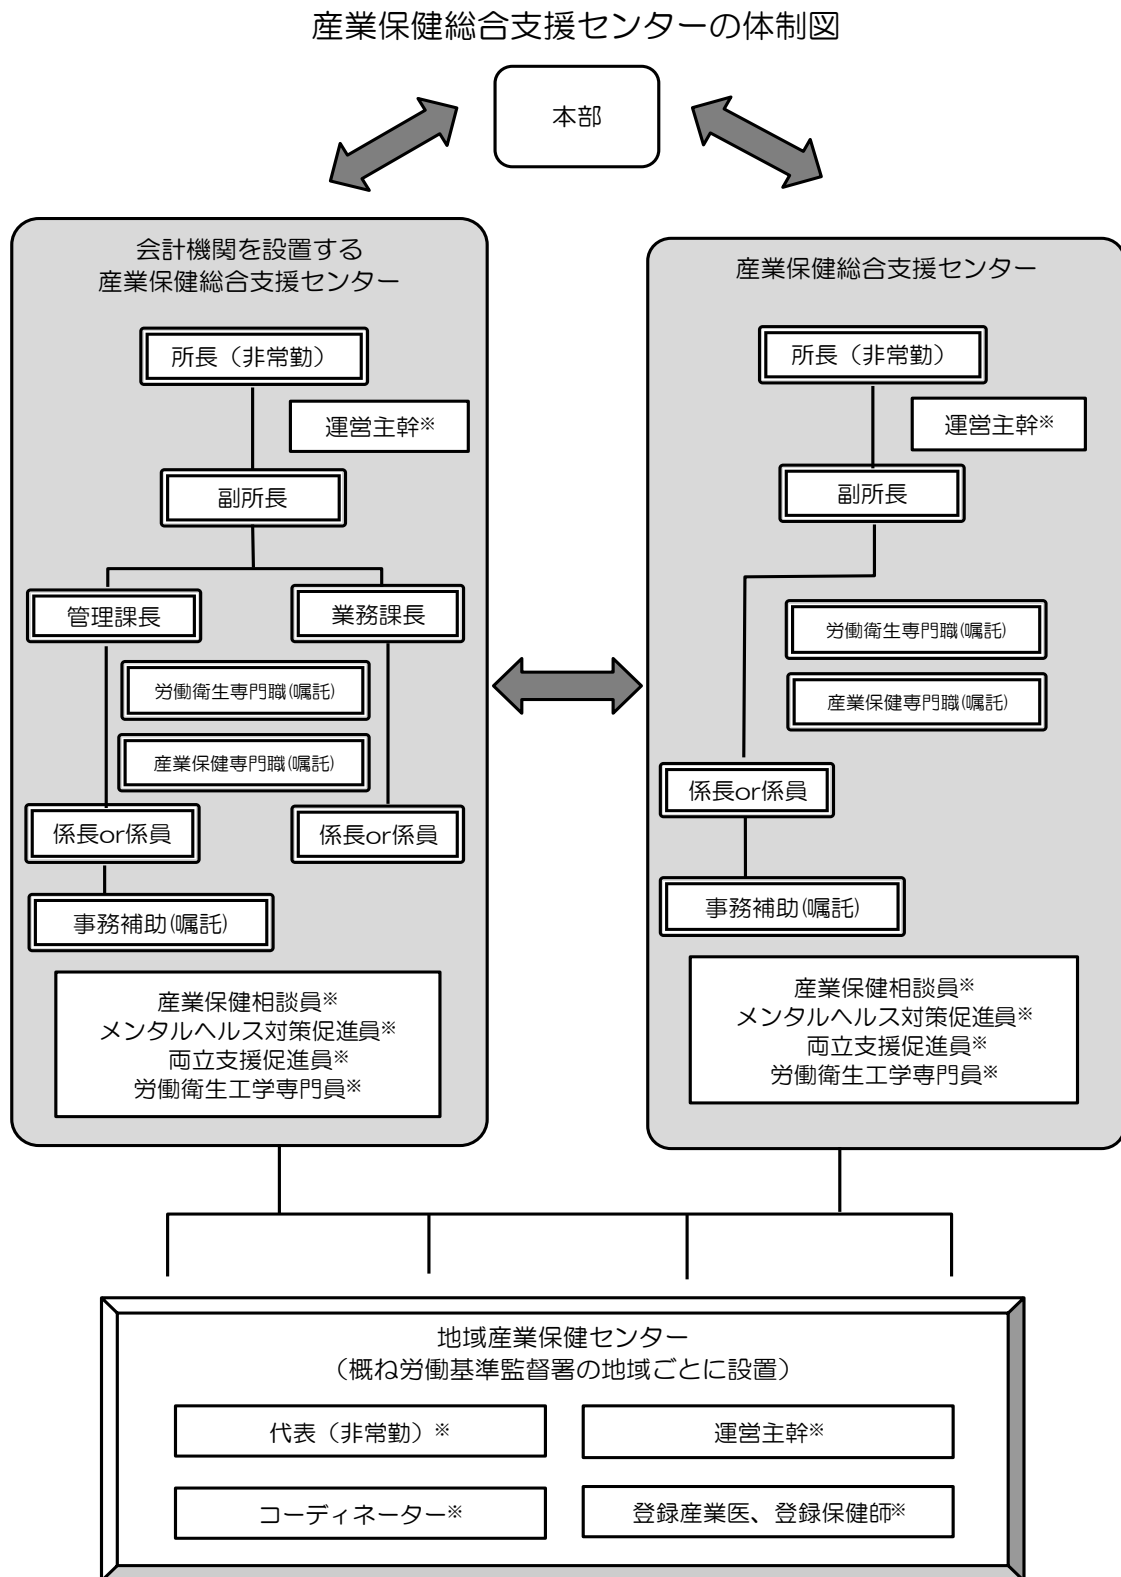 産業保健総合支援センターの体制図
本部
会計機関を設置する
産業保健総合支援センター
所長（非常勤）
運営主幹※
副所長
管理課長
業務課長
労働衛生専門職(嘱託)
産業保健専門職(嘱託)
係長or係員
係長or係員
事務補助(嘱託)
産業保健相談員※
メンタルヘルス対策促進員※
両立支援促進員※
労働衛生工学専門員※
産業保健総合支援センター
所長（非常勤）
運営主幹※
副所長
労働衛生専門職(嘱託)
産業保健専門職(嘱託)
係長or係員
事務補助(嘱託)
産業保健相談員※
メンタルヘルス対策促進員※
両立支援促進員※
労働衛生工学専門員※
地域産業保健センター
（概ね労働基準監督署の地域ごとに設置）
代表（非常勤）※
運営主幹※
コーディネーター※
登録産業医、登録保健師※